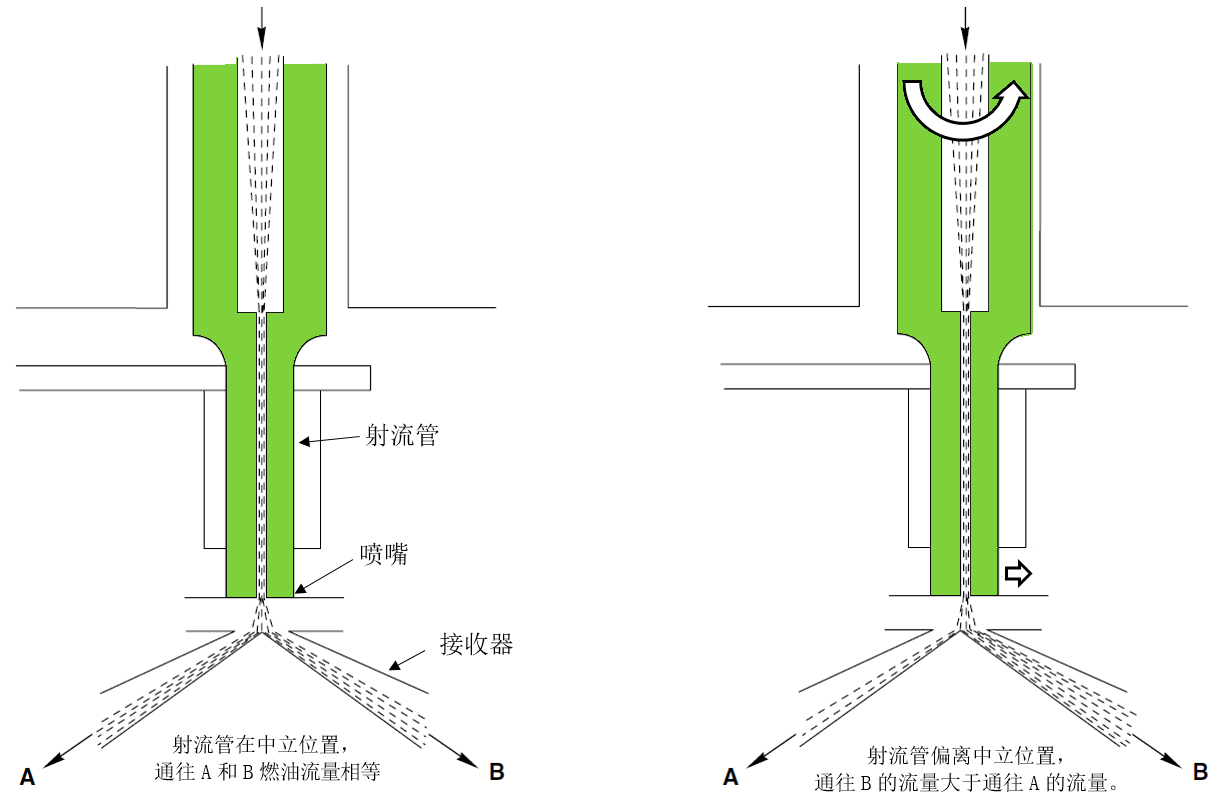 射流管
喷嘴
接收器
射流管在中立位置，
通往 A 和 B 燃油流量相等
A
B
射流管偏离中立位置，
通往 B 的流量大于通往 A 的流量。
A
B